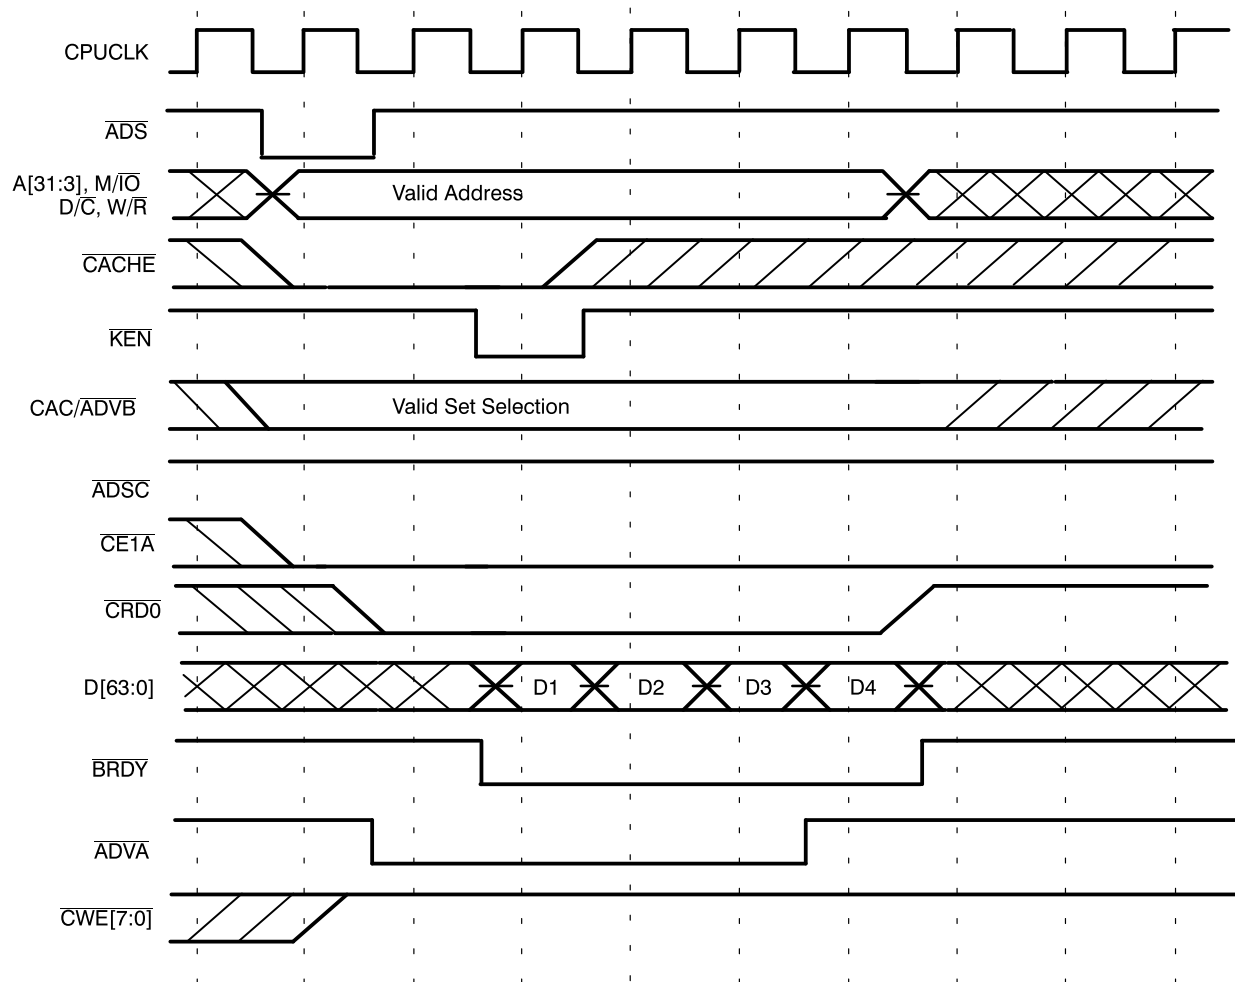 CPUCLK
ADS
A[31:3], M/IO
D/C, W/R
Valid Address
CACHE
KEN
CAC/ADVB
Valid Set Selection
ADSC
CE1A
CRD0
D[63:0]
D1 D2 D3 D4
BRDY
ADVA
CWE[7:0]